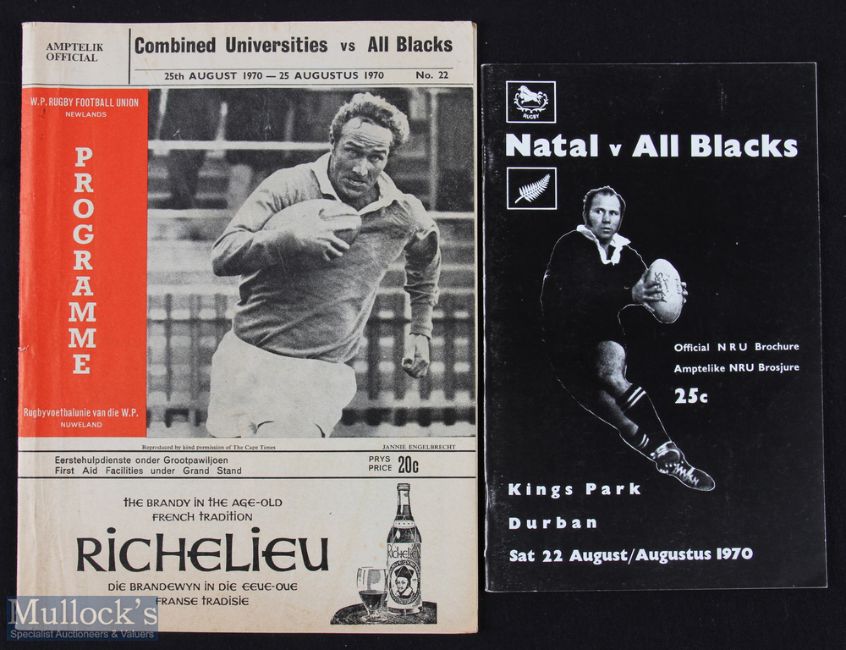 AMPTELIK
OFFICIAL
Combined Universities vs All Blacks
25th AUGUST 1970 — 25 AUGUSTUS 1970 No. 22
W.P. RUGBY FOOTBALL UNION
NEWLANDS
PROGRAMME
Rugbyvoetbalunie van die W.P.
NUWELAND
Reproduced by kind permission of The Cape Times
JANNIE ENGELBRECHT
Eerstehulpdienste onder Grootpawiljoen
First Aid Facilities under Grand Stand
PRYS
PRICE 20c
the BRANDY IN the AGE-OLD
FRENCH TRADITION
RICHELIEU
DIE BRANDEWYN IN DIE EEUE-OUE
FRANSE TRADISIE
RICHELIEU
RUGBY
Natal v All Blacks
Official NRU Brochure
Amptelike NRU Brosjure
25c
Kings Park
Durban
Sat 22 August/Augustus 1970
Mullock's
Specialist Auctioneers & Valuers